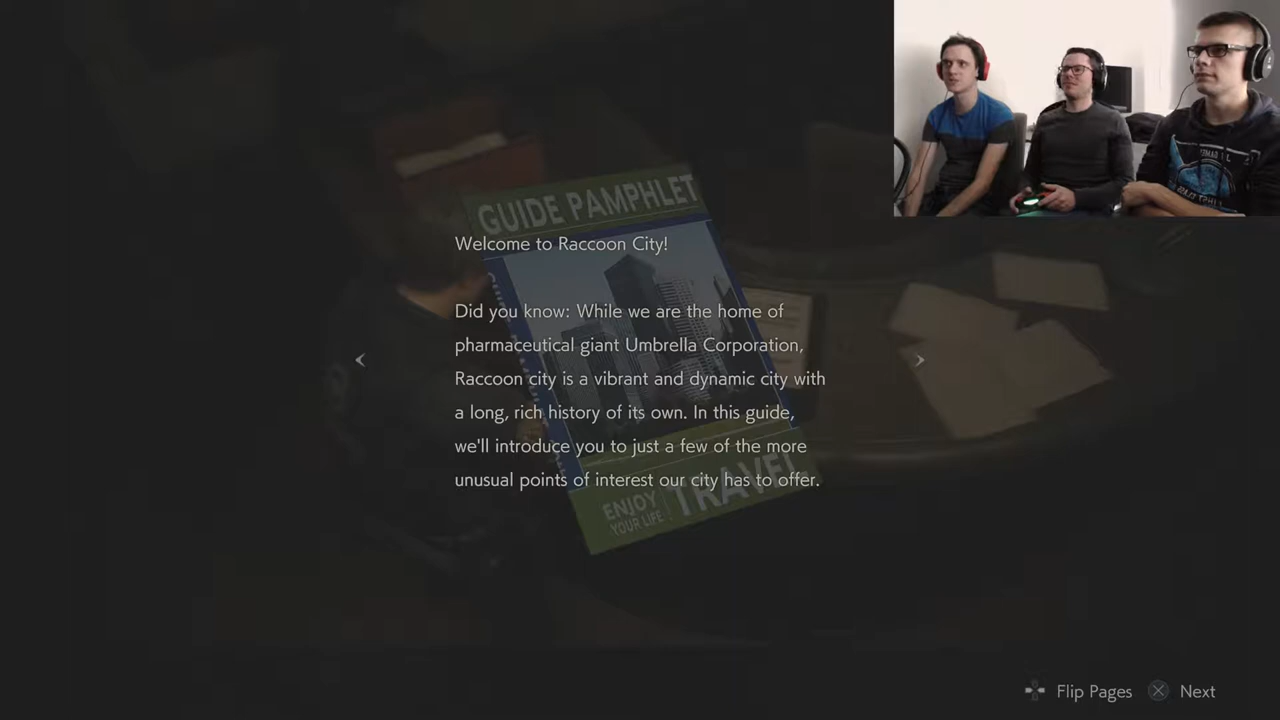 GUIDE PAMPHLET
Welcome to Raccoon City!
Did you know: While we are the home of
pharmaceutical giant Umbrella Corporation,
Raccoon city is a vibrant and dynamic city with
a long, rich history of its own. In this guide,
we'll introduce you to just a few of the more
unusual points of interest our city has to offer.
ENJOY
YOUR LIFE
TRAVEL
Flip Pages
Next